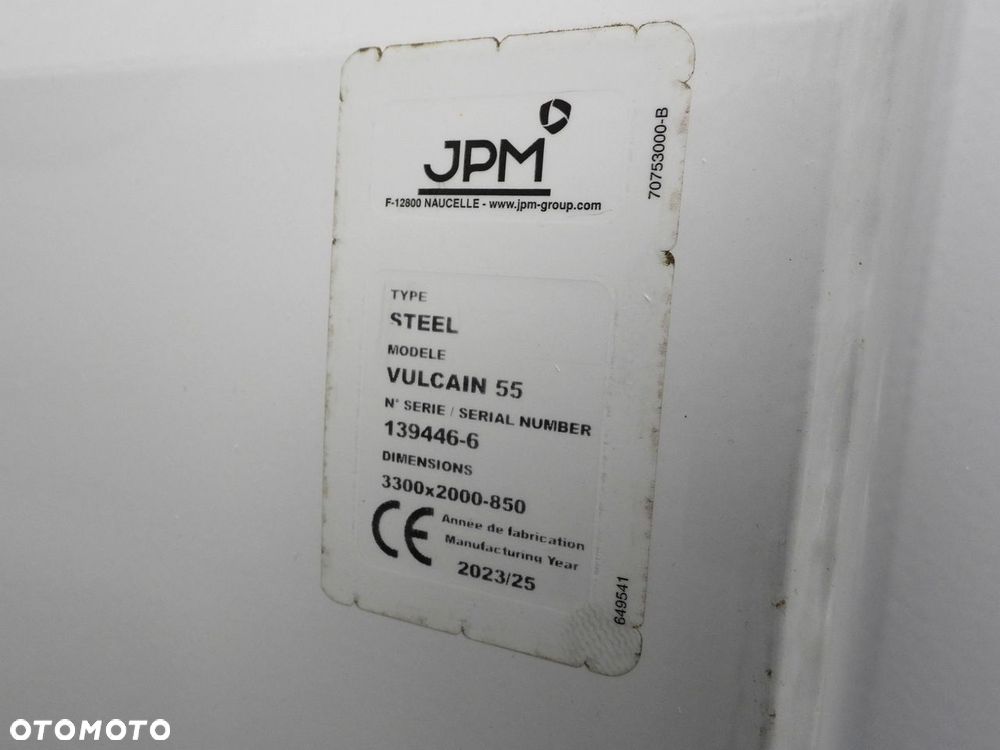 JPM
F-12800 NAUCELLE - www.jpm-group.com
70753000-B
TYPE
STEEL
MODELE
VULCAIN 55
N° SERIE / SERIAL NUMBER
139446-6
DIMENSIONS
3300x2000-850
CE
Année de fabrication
Manufacturing Year
2023/25
649541
OTOMOTO